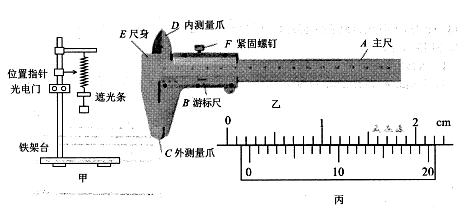 D 内测量爪
E 尺身
F 紧固螺钉
A 主尺
位置指针
光电门
遮光条
B 游标尺
乙
C 外测量爪
铁架台
甲
0 1 2 cm
0 10 20
丙